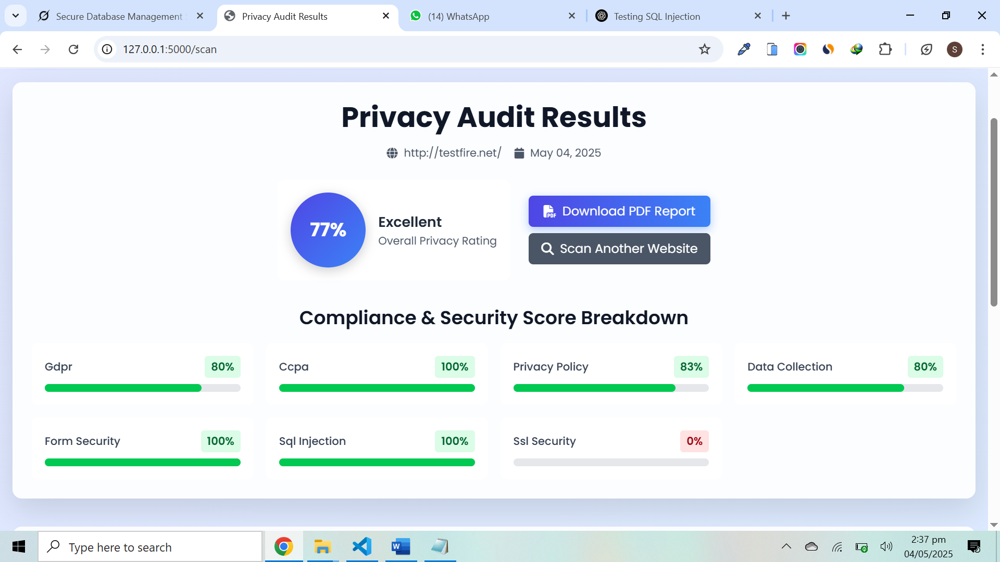 Secure Database Management
Privacy Audit Results
(14) WhatsApp
Testing SQL Injection
127.0.0.1:5000/scan
S
Privacy Audit Results
http://testfire.net/ May 04, 2025
77%
Excellent
Overall Privacy Rating
PDF Download PDF Report
Scan Another Website
Compliance & Security Score Breakdown
Gdpr 80%
Ccpa 100%
Privacy Policy 83%
Data Collection 80%
Form Security 100%
Sql Injection 100%
Ssl Security 0%
Type here to search
W
2:37 pm
04/05/2025